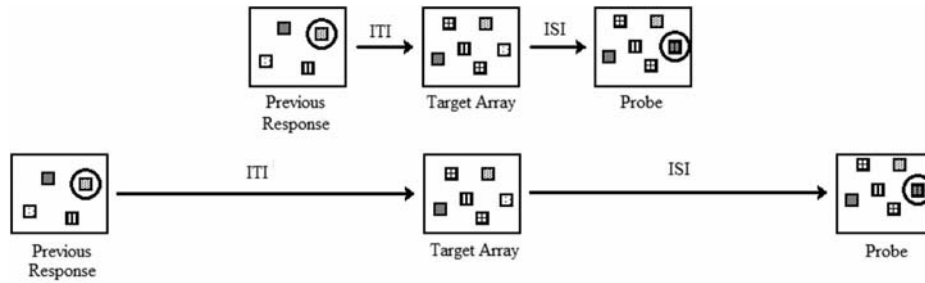 ITI
ISI
Previous
Response
Target Array
Probe
ITI
ISI
Previous
Response
Target Array
Probe